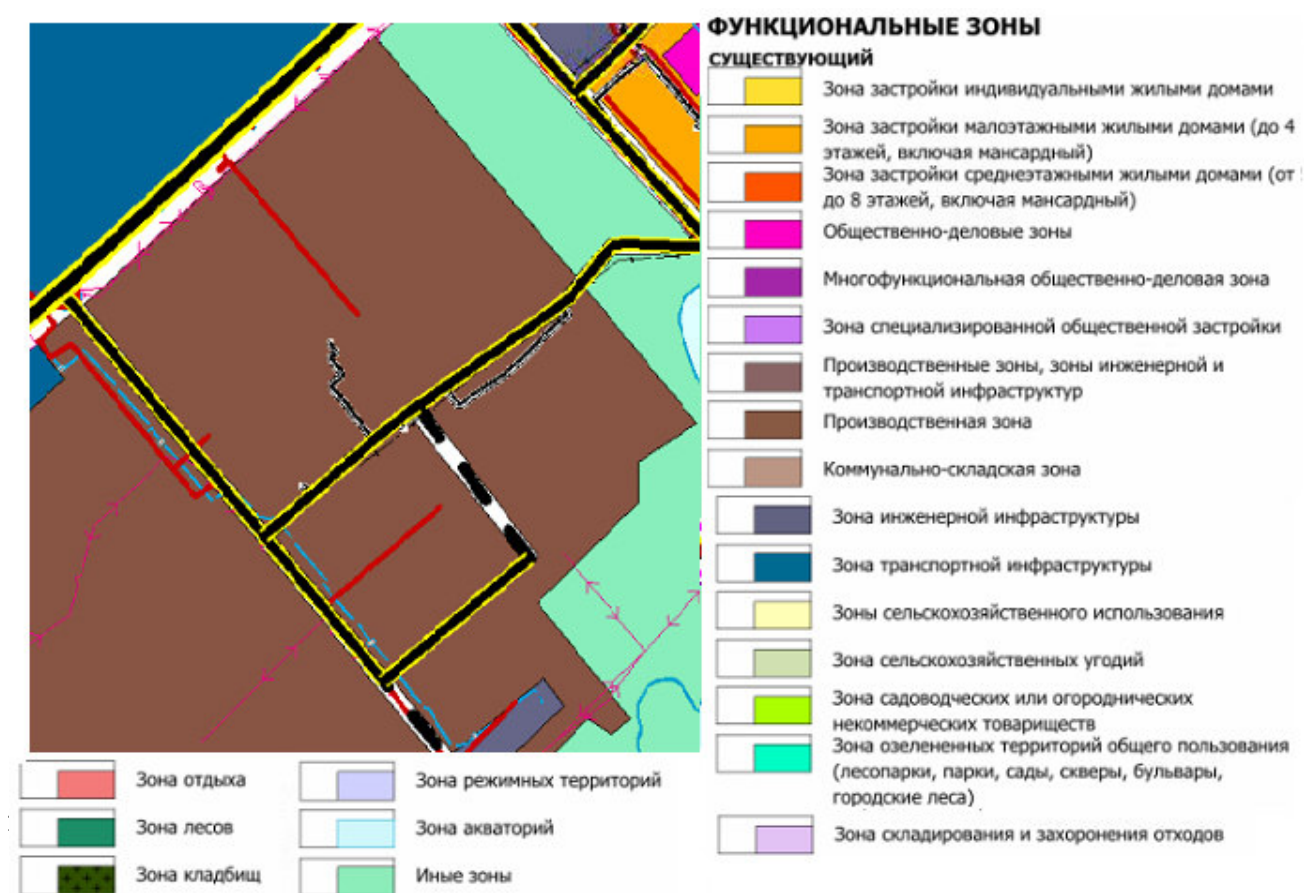 ФУНКЦИОНАЛЬНЫЕ ЗОНЫ
СУЩЕСТВУЮЩИЙ
Зона застройки индивидуальными жилыми домами
Зона застройки малоэтажными жилыми домами (до 4
этажей, включая мансардный)
Зона застройки среднеэтажными жилыми домами (от
до 8 этажей, включая мансардный)
Общественно-деловые зоны
Многофункциональная общественно-деловая зона
Зона специализированной общественной застройки
Производственные зоны, зоны инженерной и
транспортной инфраструктур
Производственная зона
Коммунально-складская зона
Зона инженерной инфраструктуры
Зона транспортной инфраструктуры
Зоны сельскохозяйственного использования
Зона сельскохозяйственных угодий
Зона садоводческих или огороднических
некоммерческих товариществ
Зона озелененных территорий общего пользования
(лесопарки, парки, сады, скверы, бульвары,
городские леса)
Зона складирования и захоронения отходов
Зона отдыха
Зона лесов
Зона кладбищ
Зона режимных территорий
Зона акваторий
Иные зоны